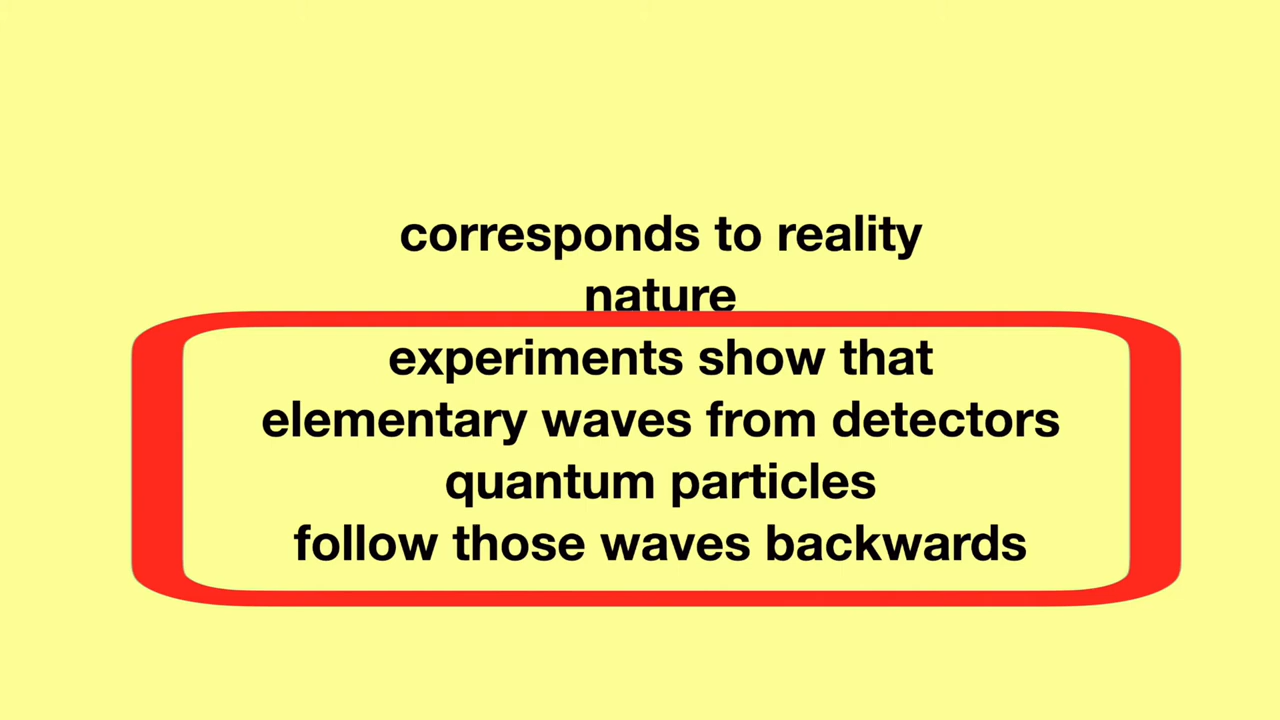 corresponds to reality
nature
experiments show that
elementary waves from detectors
quantum particles
follow those waves backwards